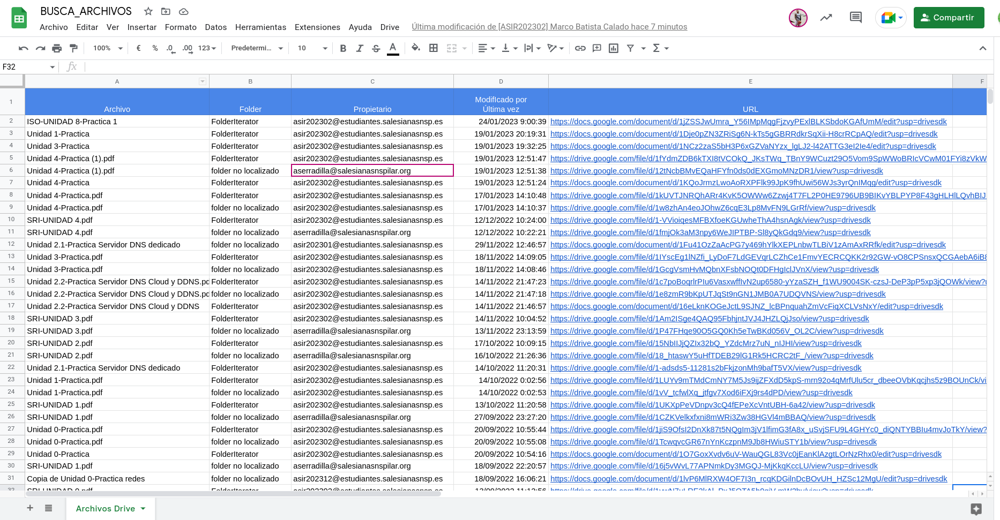 BUSCA_ARCHIVOS
Archivo Editar Ver Insertar Formato Datos Herramientas Extensiones Ayuda Drive Última modificación de [ASIR202302] Marco Batista Calado hace 7 minutos
Compartir
100% € % .0 .00 123 Predetermi... 10 B I S A Σ
F32 fx
A B C D E F
1 Archivo Folder Propietario ModifIcado por Última vez URL
2 ISO-UNIDAD 8-Practica 1 FolderIterator asir202302@estudiantes.salesianasnsp.es 24/01/2023 9:00:39 https://docs.google.com/document/d/1jZSSJwUmra_Y56IMpMqgFjzvyPExlBLKSbdoKGAfUmM/edit?usp=drivesdk
3 Unidad 1-Practica FolderIterator asir202302@estudiantes.salesianasnsp.es 19/01/2023 20:19:31 https://docs.google.com/document/d/1Dje0pZN3ZRiSg6N-kTs5gGBRRdkrSqXii-H8crRCpAQ/edit?usp=drivesdk
4 Unidad 3-Practica FolderIterator asir202302@estudiantes.salesianasnsp.es 19/01/2023 19:32:25 https://docs.google.com/document/d/1NCz2zaS5bH3P6xGZVaNYzx_lgLJ2-l42ATTG3eI2Ie4/edit?usp=drivesdk
5 Unidad 4-Practica (1).pdf FolderIterator asir202302@estudiantes.salesianasnsp.es 19/01/2023 12:51:47 https://drive.google.com/file/d/1fYdmZDB6kTXI8tVCOkQ_JKsTWq_TBnY9WCuzt29O5Vom9SpWWoBRIcVCwM01FYi8zVkW
6 Unidad 4-Practica (1).pdf folder no localizado aserradilla@salesianasnspilar.org 19/01/2023 12:51:38 https://drive.google.com/file/d/12tNcbBMvEQaHFYfn0ds0dEXGmoMNzDR1/view?usp=drivesdk
7 Unidad 4-Practica FolderIterator asir202302@estudiantes.salesianasnsp.es 19/01/2023 12:51:24 https://docs.google.com/document/d/1KQoJrmzLwoAoRXPFlk99JpK9fhUwi56WJs3yrQnIMqg/edit?usp=drivesdk
8 Unidad 4-Practica.pdf FolderIterator asir202302@estudiantes.salesianasnsp.es 17/01/2023 14:10:48 https://drive.google.com/file/d/1kUVTJNRQhARr4KvK5OWWw6Zzwj4T7FL2P0HE9796UB9BIKvYBLPYP8F43gHLHlLQvhBIJ
9 Unidad 4-Practica.pdf folder no localizado asir202302@estudiantes.salesianasnsp.es 17/01/2023 14:10:37 https://drive.google.com/file/d/1w8zhAn4eoJOhwZ6cqE3Lp8MvFN9LGrRf/view?usp=drivesdk
10 SRI-UNIDAD 4.pdf FolderIterator asir202302@estudiantes.salesianasnsp.es 12/12/2022 10:24:00 https://drive.google.com/file/d/1-VVioiqesMFBXfoeKGUwheThA4hsnAgk/view?usp=drivesdk
11 SRI-UNIDAD 4.pdf folder no localizado aserradilla@salesianasnspilar.org 12/12/2022 10:22:21 https://drive.google.com/file/d/1fmjOk3aM3npy6WeJIPTBP-Sl8yQkGdq9/view?usp=drivesdk
12 Unidad 2.1-Practica Servidor DNS dedicado folder no localizado asir202301@estudiantes.salesianasnsp.es 29/11/2022 12:46:57 https://docs.google.com/document/d/1Fu41OzZaAcPG7y469hYlkXEPLnbwTLBiV1zAmAxRRfk/edit?usp=drivesdk
13 Unidad 3-Practica.pdf FolderIterator asir202302@estudiantes.salesianasnsp.es 18/11/2022 14:09:05 https://drive.google.com/file/d/1IYscEg1lNZfi_LyDoF7LdGEVqrLCZhCe1FmvYECRCQKK2r92GW-vO8CPSnsxQCGAebA6iB8
14 Unidad 3-Practica.pdf folder no localizado asir202302@estudiantes.salesianasnsp.es 18/11/2022 14:08:46 https://drive.google.com/file/d/1GcgVsmHvMQbnXFsbNOQt0DFHgIclJVnX/view?usp=drivesdk
15 Unidad 2.2-Practica Servidor DNS Cloud y DDNS.pd FolderIterator asir202302@estudiantes.salesianasnsp.es 14/11/2022 21:47:23 https://drive.google.com/file/d/1c7poBoqrlrPIu6VasxwffIvN2up6580-yYzaSZH_f1WU9004SK-czsJ-DeP3pP5xp3jQOWk/view?u
16 Unidad 2.2-Practica Servidor DNS Cloud y DDNS.pd folder no localizado asir202302@estudiantes.salesianasnsp.es 14/11/2022 21:47:18 https://drive.google.com/file/d/1e8zmR9bKpUTJqSt9nGN1JMB0A7UDQVNS/view?usp=drivesdk
17 Unidad 2.2-Practica Servidor DNS Cloud y DDNS FolderIterator asir202302@estudiantes.salesianasnsp.es 14/11/2022 21:46:57 https://docs.google.com/document/d/16eLknKOGeJctL9SJNZ_lcBPnquahZmVcFiqXCLVsNxY/edit?usp=drivesdk
18 SRI-UNIDAD 3.pdf FolderIterator asir202302@estudiantes.salesianasnsp.es 14/11/2022 10:04:52 https://drive.google.com/file/d/1Am2ISge4QAQ95FbhjntJVJ4JHZLQjJso/view?usp=drivesdk
19 SRI-UNIDAD 3.pdf folder no localizado aserradilla@salesianasnspilar.org 13/11/2022 23:13:59 https://drive.google.com/file/d/1P47FHqe90O5GQ0Kh5eTwBKd056V_OL2C/view?usp=drivesdk
20 SRI-UNIDAD 2.pdf FolderIterator asir202302@estudiantes.salesianasnsp.es 17/10/2022 10:09:15 https://drive.google.com/file/d/15NbIIJjQZIx32bQ_YZdcMrz7uN_nIJHI/view?usp=drivesdk
21 SRI-UNIDAD 2.pdf folder no localizado aserradilla@salesianasnspilar.org 16/10/2022 21:26:36 https://drive.google.com/file/d/18_htaswY5uHfTDEB29lG1Rk5HCRC2tF_/view?usp=drivesdk
22 Unidad 2.1-Practica Servidor DNS dedicado FolderIterator asir202302@estudiantes.salesianasnsp.es 14/10/2022 11:20:31 https://drive.google.com/file/d/1-adsds5-11281s2bFkjzonMh9bafT5VX/view?usp=drivesdk
23 Unidad 1-Practica.pdf FolderIterator asir202302@estudiantes.salesianasnsp.es 14/10/2022 0:02:56 https://drive.google.com/file/d/1LUYv9mTMdCmNY7M5Js9ijZFXdD5kpS-mrn92o4qMrfUlu5cr_dbeeOVbKqcjhs5z9BOUnCk/vi
24 Unidad 1-Practica.pdf folder no localizado asir202302@estudiantes.salesianasnsp.es 14/10/2022 0:02:53 https://drive.google.com/file/d/1vV_tcfwlXq_jtfgv7Xod6iFXj9rs4dPD/view?usp=drivesdk
25 SRI-UNIDAD 1.pdf FolderIterator asir202302@estudiantes.salesianasnsp.es 13/10/2022 11:20:58 https://drive.google.com/file/d/1UKXpPeVDnpv3cQ4fEPeXcVntUBH-6a42/view?usp=drivesdk
26 SRI-UNIDAD 1.pdf folder no localizado aserradilla@salesianasnspilar.org 27/09/2022 23:27:20 https://drive.google.com/file/d/1CZKVelkxfxni8mWRi3Zw38HGVl4mBBAQ/view?usp=drivesdk
27 Unidad 0-Practica.pdf FolderIterator asir202302@estudiantes.salesianasnsp.es 20/09/2022 10:55:44 https://drive.google.com/file/d/1jiS9OfsI2DnXk87t5NQgIm3jV1lfimG3fA8x_uSvjSFU9L4GHYc0_diQNTYBBIu4mvJoTkY/view?
28 Unidad 0-Practica.pdf folder no localizado asir202302@estudiantes.salesianasnsp.es 20/09/2022 10:55:08 https://drive.google.com/file/d/1TcwqvcGR67nYnKczpnM9Jb8HWiuSTY1b/view?usp=drivesdk
29 Unidad 0-Practica folder no localizado asir202302@estudiantes.salesianasnsp.es 20/09/2022 10:54:16 https://docs.google.com/document/d/1O7GoxXvdv6uV-WauQGL83Vc0jEanKlAzgtLOrNzRhx0/edit?usp=drivesdk
30 SRI-UNIDAD 1.pdf folder no localizado aserradilla@salesianasnspilar.org 18/09/2022 22:20:57 https://drive.google.com/file/d/16j5vWvL77APNmkDy3MGQJ-MjKkqKccLU/view?usp=drivesdk
31 Copia de Unidad 0-Practica redes folder no localizado asir202312@estudiantes.salesianasnsp.es 18/09/2022 16:06:21 https://docs.google.com/document/d/1lvP6MlRXW4OF7I3n_rcqKDGilnDcBOvUH_HZSc12MgU/edit?usp=drivesdk
32 SRI-UNIDAD 0.pdf FolderIterator asir202302@estudiantes.salesianasnsp.es
Archivos Drive